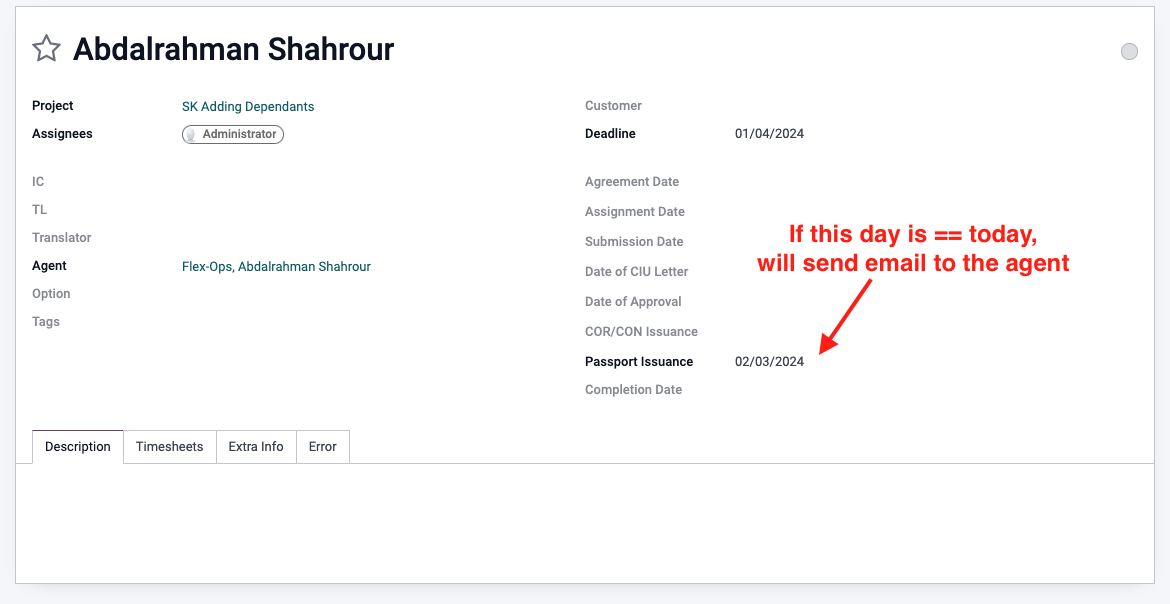 Abdalrahman Shahrour
Project SK Adding Dependants
Assignees Administrator
IC
TL
Translator
Agent Flex-Ops, Abdalrahman Shahrour
Option
Tags
Customer
Deadline 01/04/2024
Agreement Date
Assignment Date
Submission Date
Date of CIU Letter
Date of Approval
COR/CON Issuance
Passport Issuance 02/03/2024
Completion Date
If this day is == today,
will send email to the agent
Description Timesheets Extra Info Error